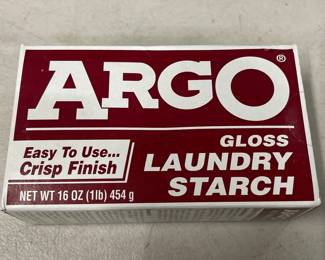 ARGO®
Easy To Use...
Crisp Finish
GLOSS
LAUNDRY
STARCH
NET WT 16 OZ (1lb) 454 g